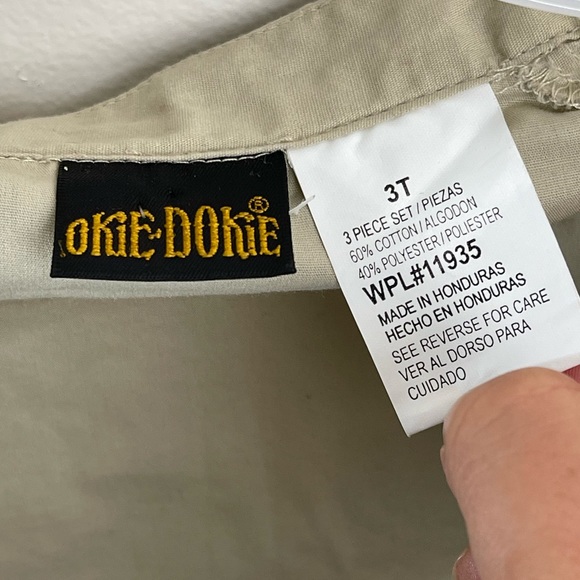 OKIE·DOKIE®
3T
3 PIECE SET/PIEZAS
60% COTTON/ALGODON
40% POLYESTER/POLIESTER
WPL#11935
MADE IN HONDURAS
HECHO EN HONDURAS
SEE REVERSE FOR CARE
VER AL DORSO PARA
CUIDADO